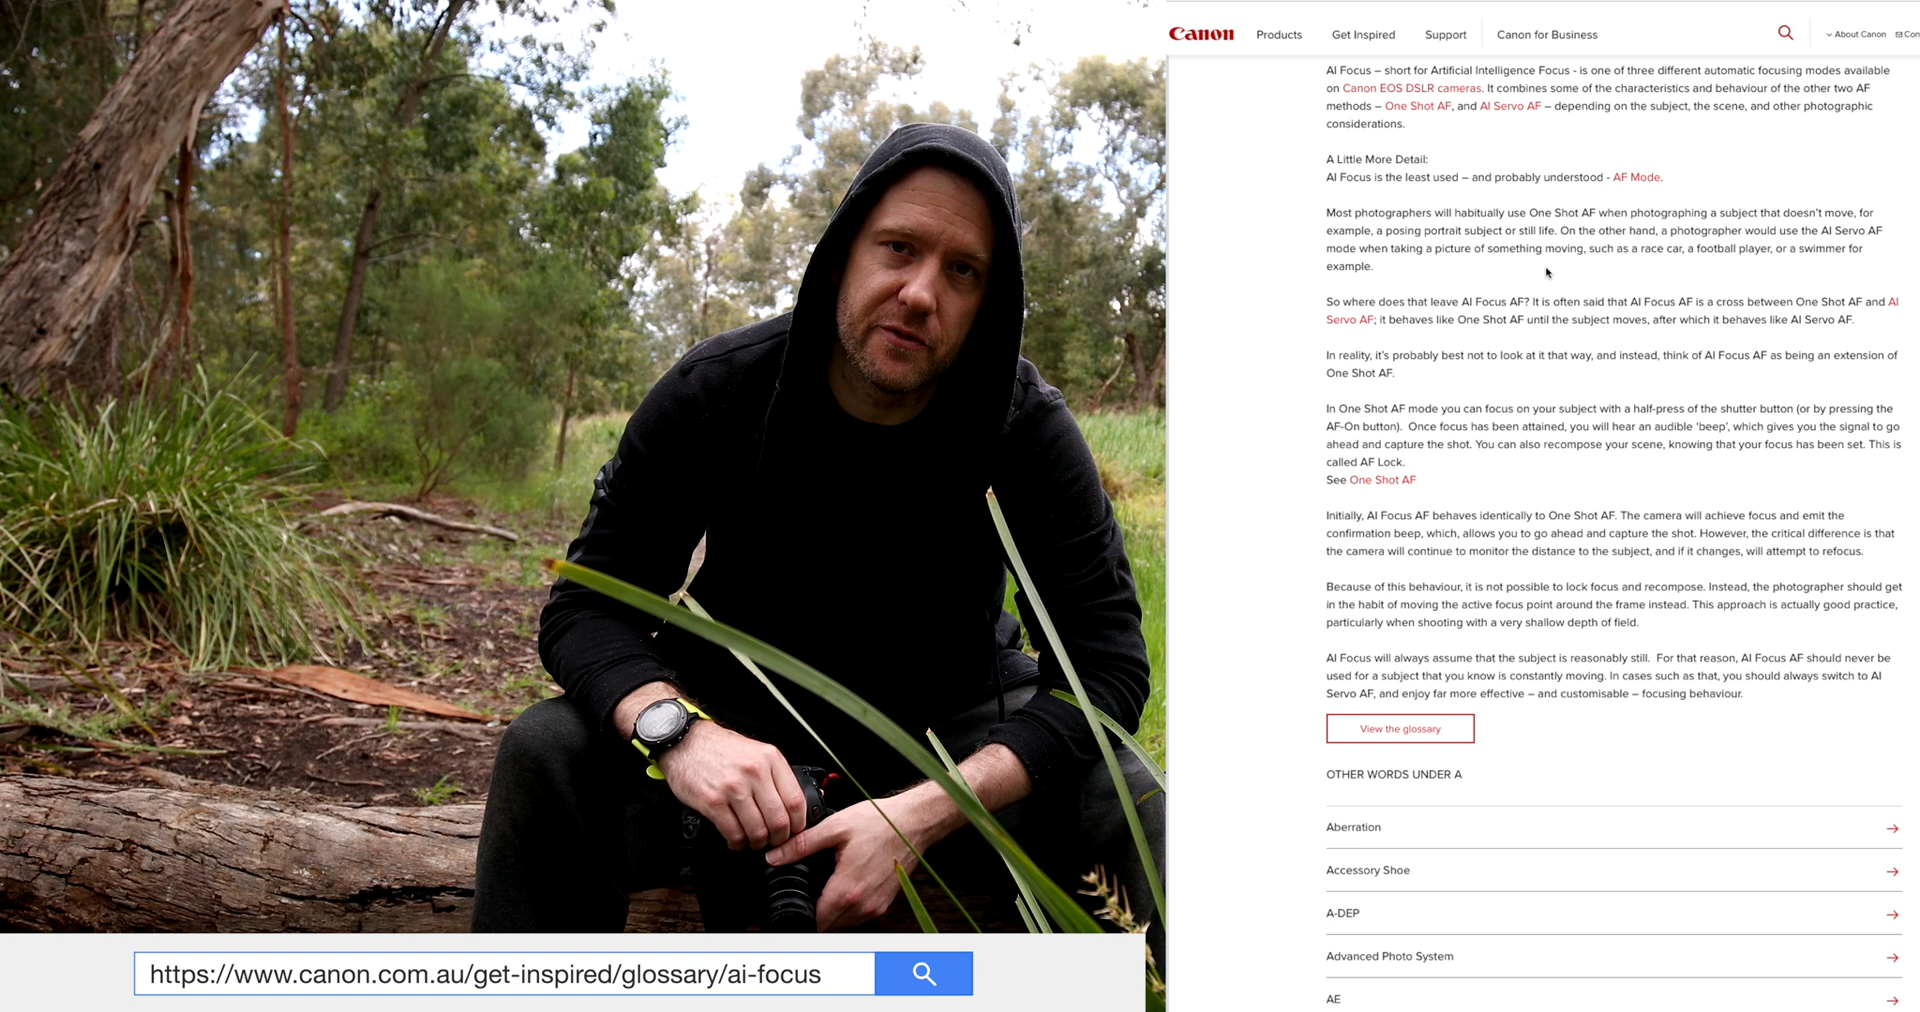 Canon
Products
Get Inspired
Support
Canon for Business
About Canon
Con
AI Focus – short for Artificial Intelligence Focus - is one of three different automatic focusing modes available
on Canon EOS DSLR cameras. It combines some of the characteristics and behaviour of the other two AF
methods – One Shot AF, and AI Servo AF – depending on the subject, the scene, and other photographic
considerations.
A Little More Detail:
AI Focus is the least used – and probably understood - AF Mode.
Most photographers will habitually use One Shot AF when photographing a subject that doesn't move, for
example, a posing portrait subject or still life. On the other hand, a photographer would use the AI Servo AF
mode when taking a picture of something moving, such as a race car, a football player, or a swimmer for
example.
So where does that leave AI Focus AF? It is often said that AI Focus AF is a cross between One Shot AF and AI
Servo AF; it behaves like One Shot AF until the subject moves, after which it behaves like AI Servo AF.
In reality, it's probably best not to look at it that way, and instead, think of AI Focus AF as being an extension of
One Shot AF.
In One Shot AF mode you can focus on your subject with a half-press of the shutter button (or by pressing the
AF-On button). Once focus has been attained, you will hear an audible 'beep', which gives you the signal to go
ahead and capture the shot. You can also recompose your scene, knowing that your focus has been set. This is
called AF Lock.
See One Shot AF
Initially, AI Focus AF behaves identically to One Shot AF. The camera will achieve focus and emit the
confirmation beep, which, allows you to go ahead and capture the shot. However, the critical difference is that
the camera will continue to monitor the distance to the subject, and if it changes, will attempt to refocus.
Because of this behaviour, it is not possible to lock focus and recompose. Instead, the photographer should get
in the habit of moving the active focus point around the frame instead. This approach is actually good practice,
particularly when shooting with a very shallow depth of field.
AI Focus will always assume that the subject is reasonably still. For that reason, AI Focus AF should never be
used for a subject that you know is constantly moving. In cases such as that, you should always switch to AI
Servo AF, and enjoy far more effective – and customisable – focusing behaviour.
View the glossary
OTHER WORDS UNDER A
Aberration
Accessory Shoe
A-DEP
Advanced Photo System
AE
https://www.canon.com.au/get-inspired/glossary/ai-focus